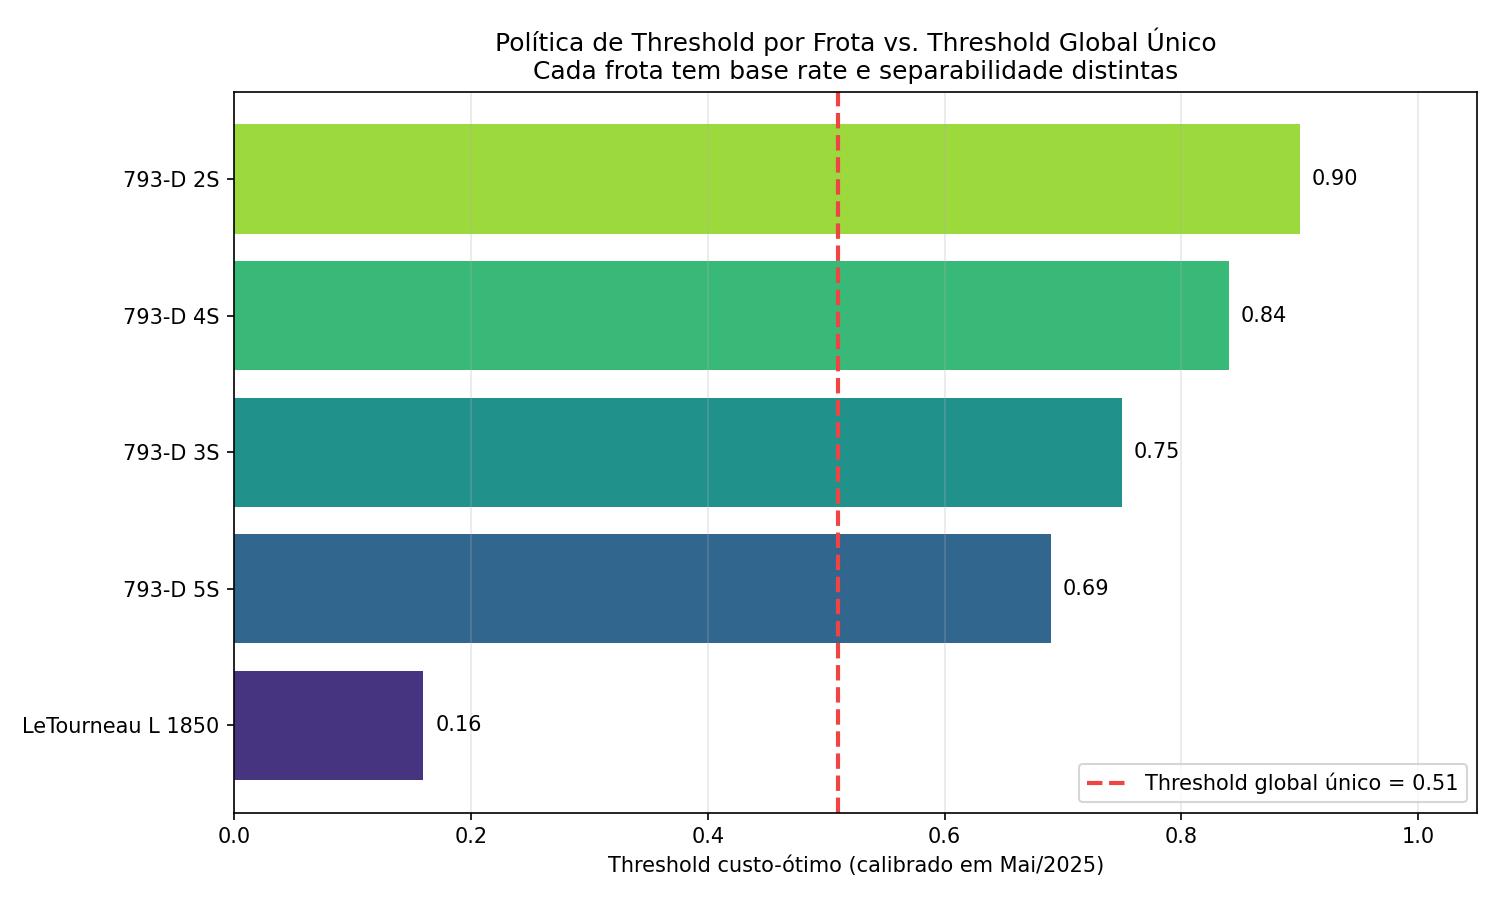 Política de Threshold por Frota vs. Threshold Global Único
Cada frota tem base rate e separabilidade distintas
793-D 2S
0.90
793-D 4S
0.84
793-D 3S
0.75
793-D 5S
0.69
LeTourneau L 1850
0.16
Threshold global único = 0.51
0.0
0.2
0.4
0.6
0.8
1.0
Threshold custo-ótimo (calibrado em Mai/2025)